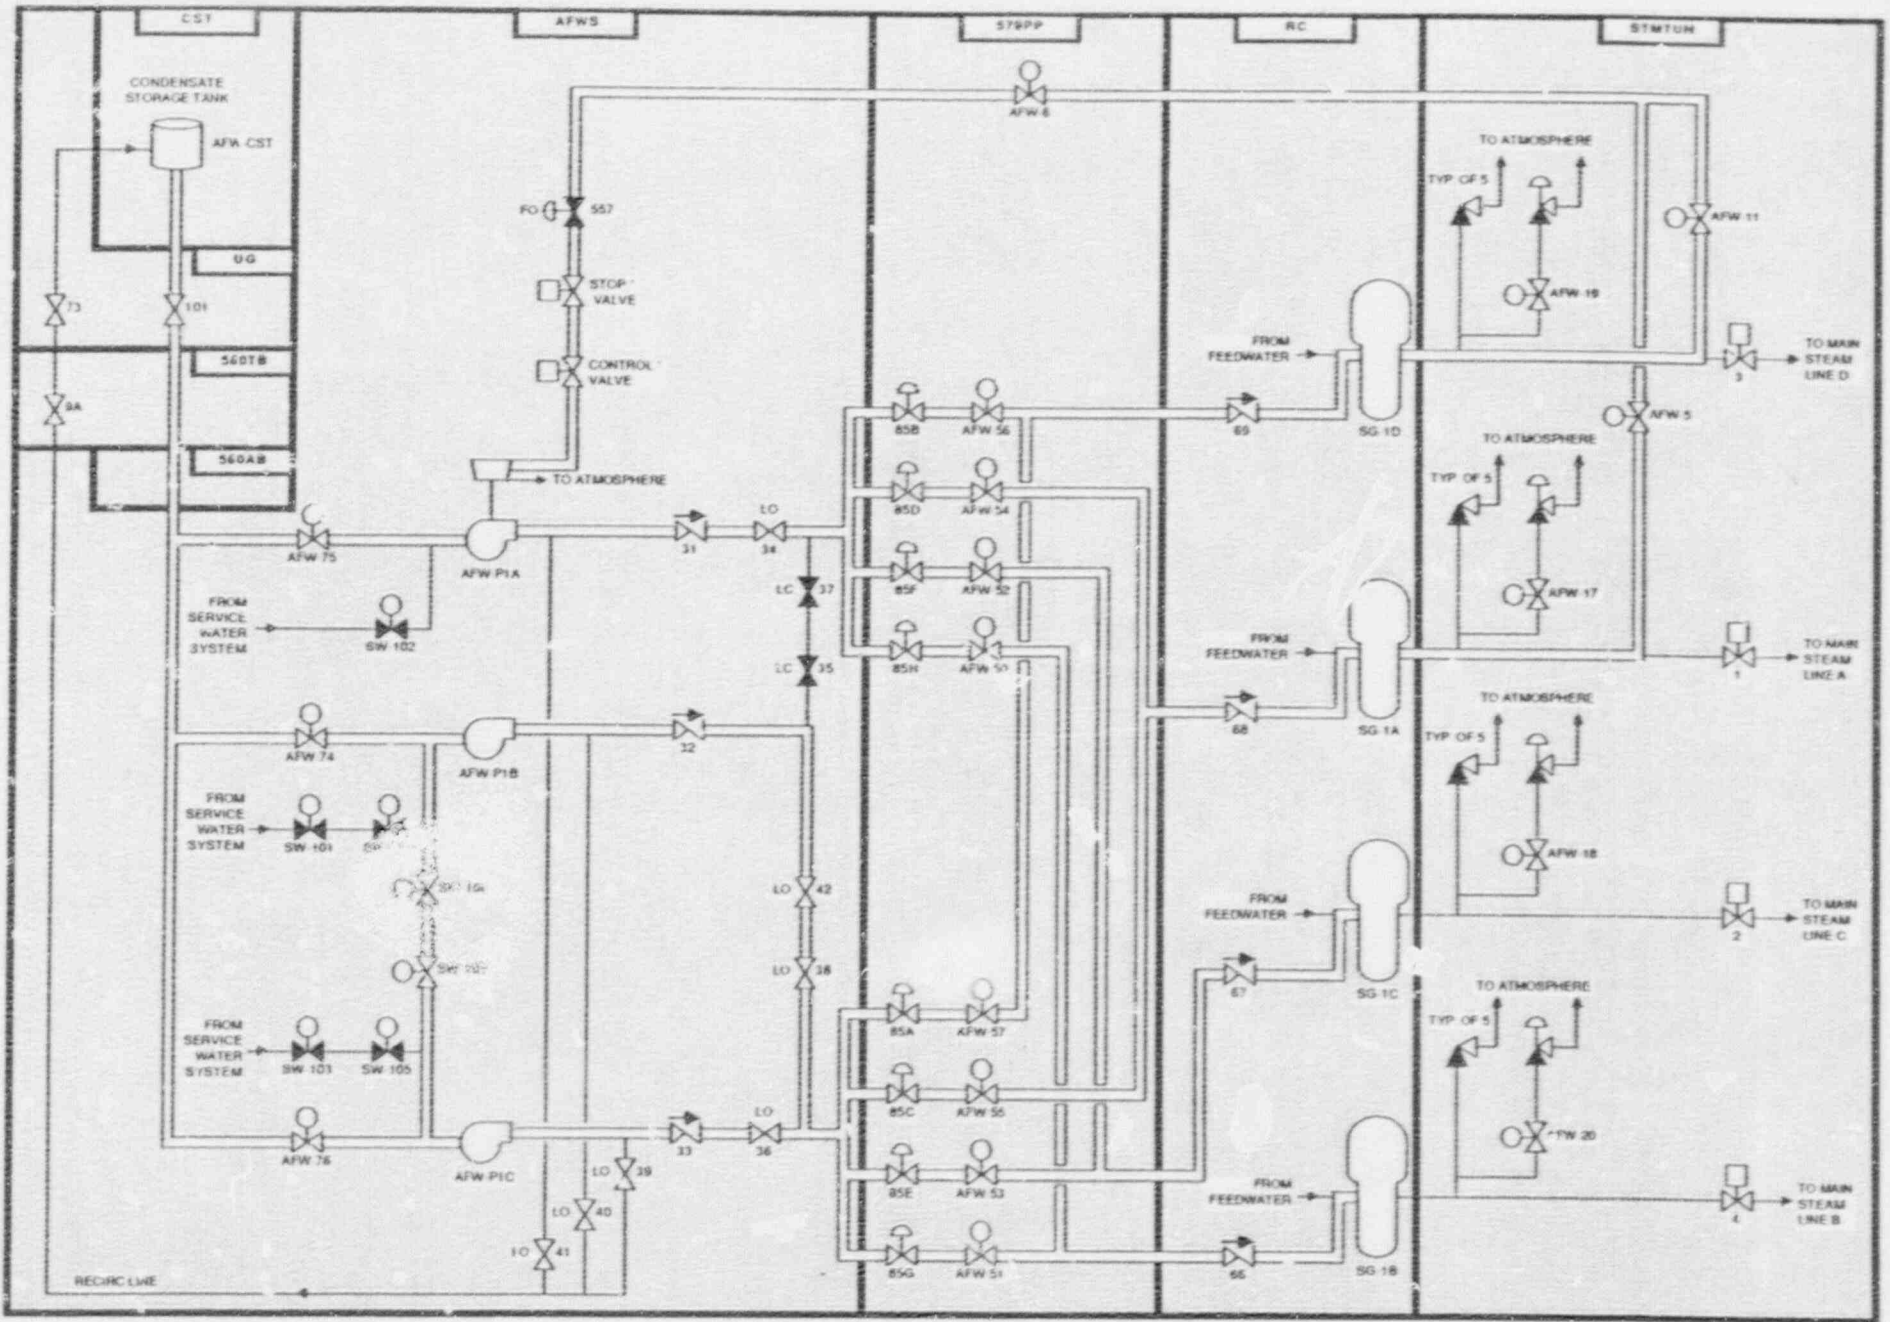 CST
AFWS
579PP
RC
STMTUH
CONDENSATE
STORAGE TANK
AFW-CST
UG
73
101
560TB
9A
560AB
AFW-6
FO
557
STOP
VALVE
CONTROL
VALVE
TO ATMOSPHERE
AFW-75
AFW-P1A
31
LO
34
FROM
SERVICE
WATER
SYSTEM
SW-102
LC
37
LC
35
AFW-74
AFW-P1B
32
FROM
SERVICE
WATER
SYSTEM
SW-101
LO
42
LO
38
FROM
SERVICE
WATER
SYSTEM
SW-103
SW-105
AFW-76
AFW-P1C
33
LO
36
LO
39
LO
40
LO
41
RECIRC LINE
85B
AFW-56
85D
AFW-54
85F
AFW-52
85H
AFW-50
85A
AFW-57
85C
AFW-55
85E
AFW-53
85G
AFW-51
FROM
FEEDWATER
69
SG-1D
FROM
FEEDWATER
68
SG-1A
FROM
FEEDWATER
67
SG-1C
FROM
FEEDWATER
66
SG-1B
TO ATMOSPHERE
TYP OF 5
AFW-11
AFW-19
3
TO MAIN
STEAM
LINE D
AFW-5
TO ATMOSPHERE
TYP OF 5
AFW-17
1
TO MAIN
STEAM
LINE A
TO ATMOSPHERE
TYP OF 5
AFW-18
2
TO MAIN
STEAM
LINE C
TO ATMOSPHERE
TYP OF 5
4
TO MAIN
STEAM
LINE B